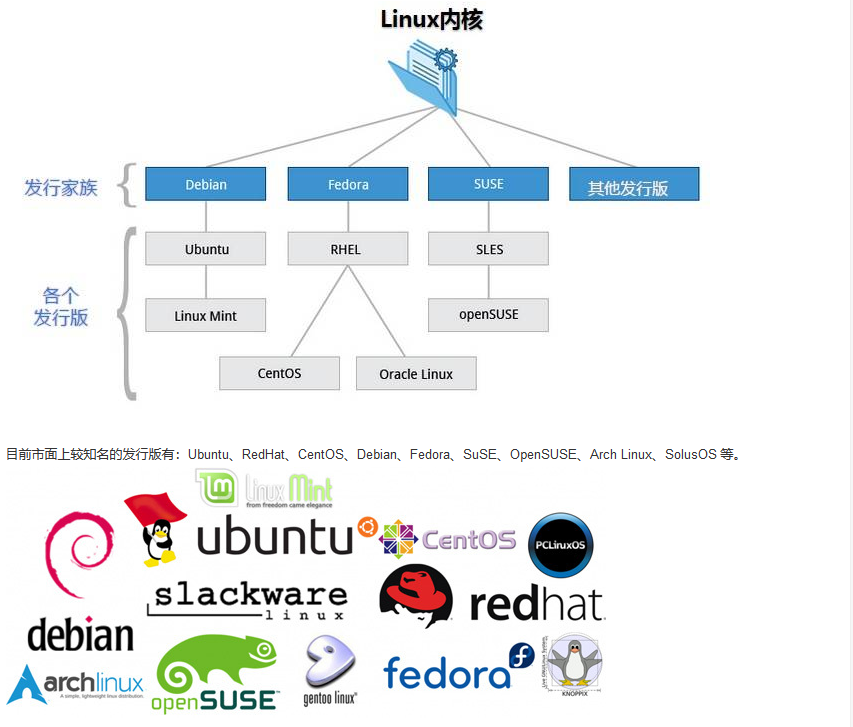 Linux内核
发行家族
Debian
Fedora
SUSE
其他发行版
各个
发行版
Ubuntu
RHEL
SLES
Linux Mint
openSUSE
CentOS
Oracle Linux
目前市面上较知名的发行版有：Ubuntu、RedHat、CentOS、Debian、Fedora、SuSE、OpenSUSE、Arch Linux、SolusOS 等。
Linux Mint
from freedom came elegance
ubuntu
CentOS
PCLinuxOS
debian
slackware
linux
redhat.
archlinux
A simple, lightweight linux distribution.
openSUSE
gentoo linux
fedora
Live GNU/Linux System
KNOPPIX